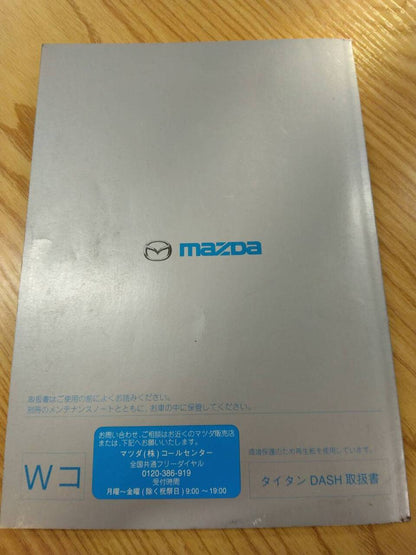 mazda
取扱書はご使用の前によくお読みください。
別冊のメンテナンスノートとともに、お車の中に保管してください。
お問い合わせ、ご相談はお近くのマツダ販売店
または、下記へお願いいたします。
マツダ(株)コールセンター
全国共通フリーダイヤル
0120-386-919
受付時間
月曜〜金曜(除く祝祭日)9:00〜19:00
Wコ
のため再生紙を使用しています。
タイタン DASH 取扱書